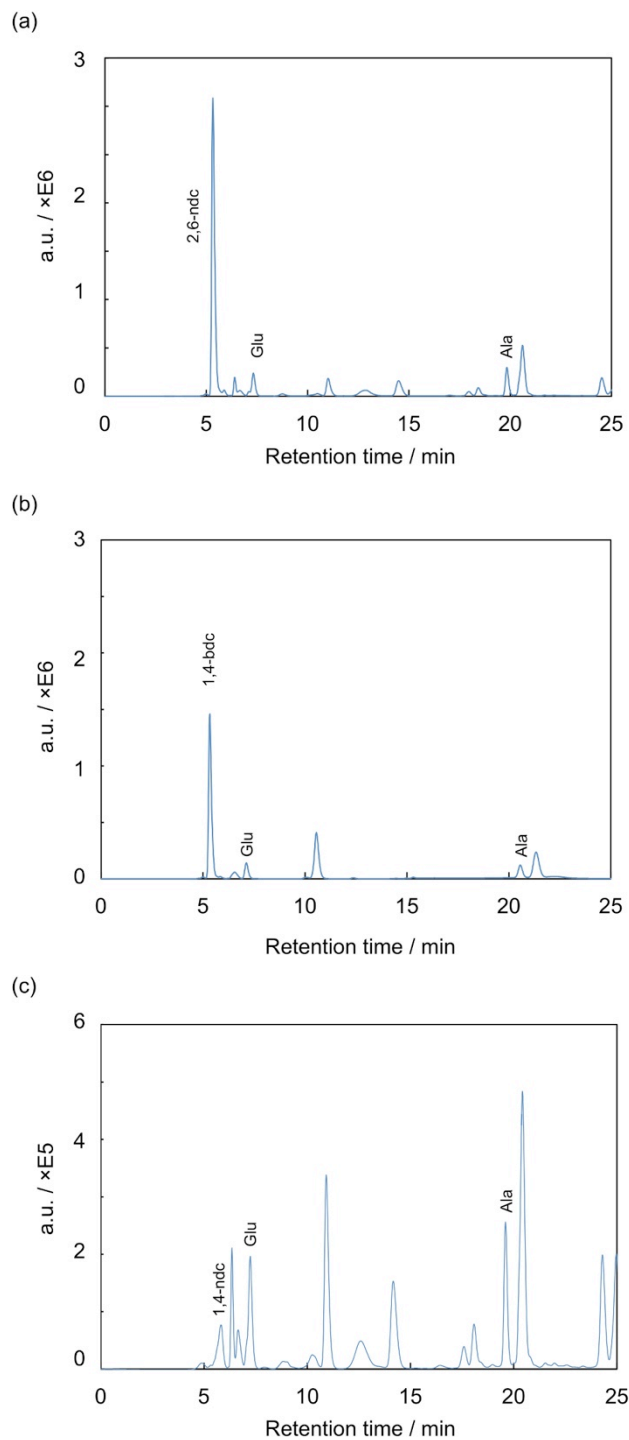 (a)
3
2
1
0
a.u. / ×E6
2,6-ndc
Glu
Ala
0 5 10 15 20 25
Retention time / min
(b)
3
2
1
0
a.u. / ×E6
1,4-bdc
Glu
Ala
0 5 10 15 20 25
Retention time / min
(c)
6
4
2
0
a.u. / ×E5
1,4-ndc
Glu
Ala
0 5 10 15 20 25
Retention time / min